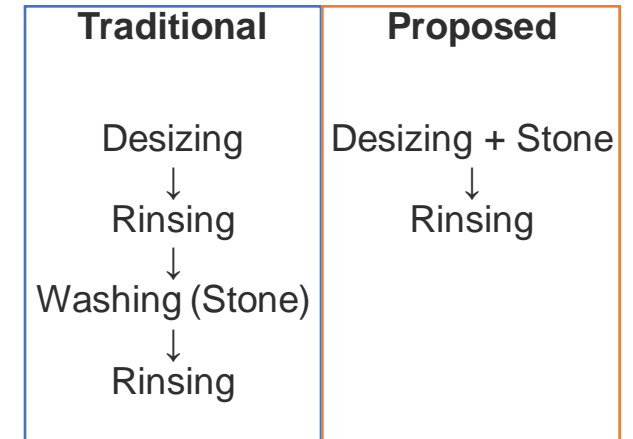 Traditional
Desizing
↓
Rinsing
↓
Washing (Stone)
↓
Rinsing
Proposed
Desizing + Stone
↓
Rinsing